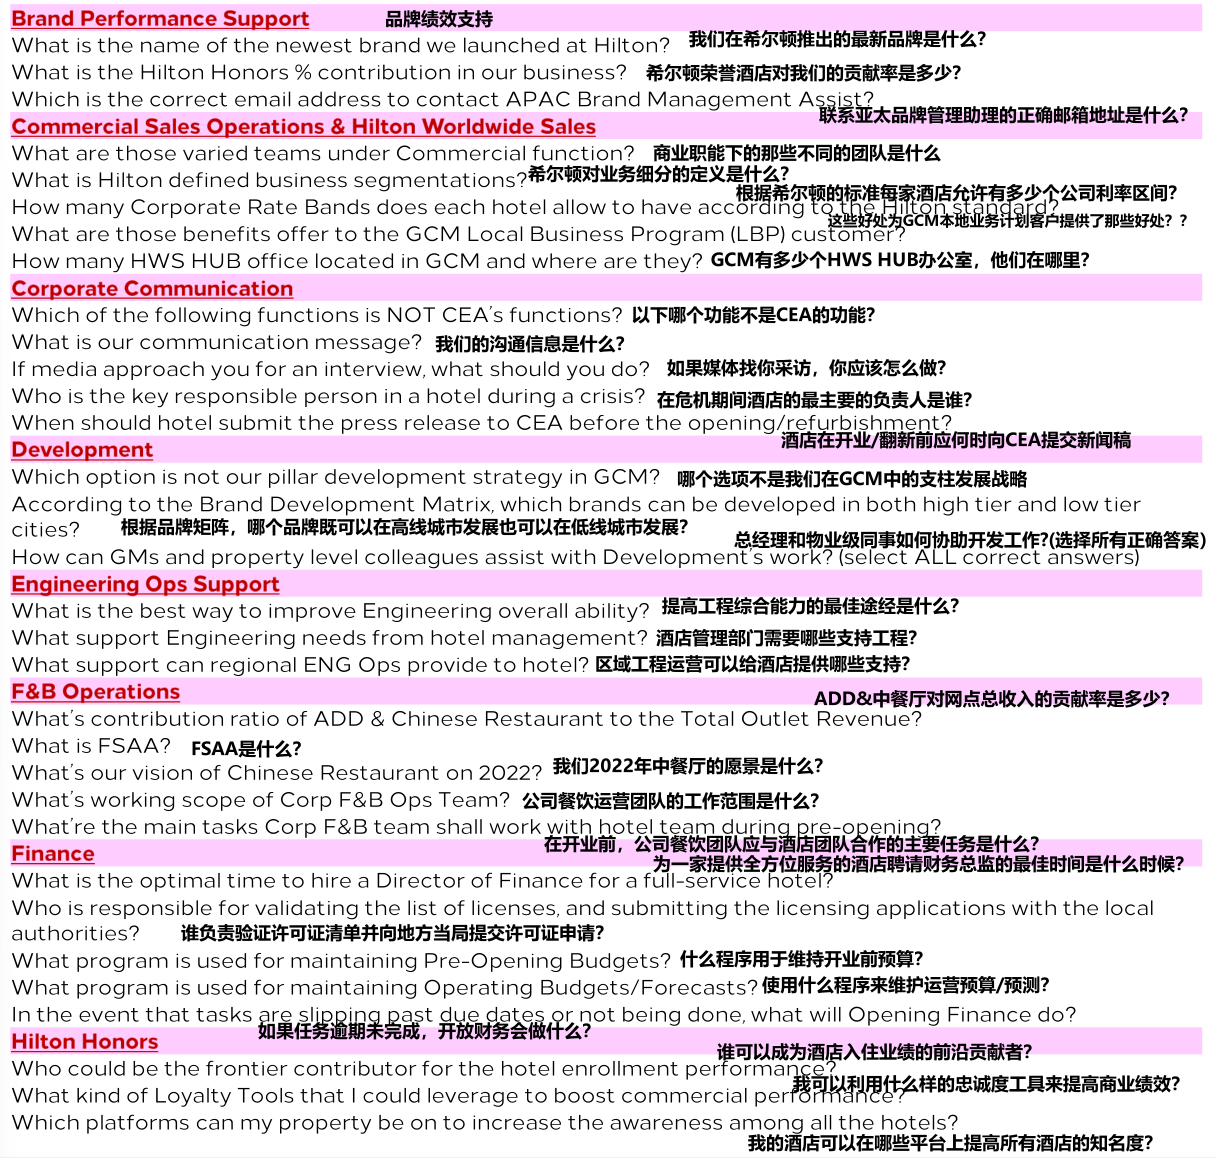 Brand Performance Support 品牌绩效支持
What is the name of the newest brand we launched at Hilton? 我们在希尔顿推出的最新品牌是什么?
What is the Hilton Honors % contribution in our business? 希尔顿荣誉酒店对我们的贡献率是多少?
Which is the correct email address to contact APAC Brand Management Assist?
联系亚太品牌管理助理的正确邮箱地址是什么?
Commercial Sales Operations & Hilton Worldwide Sales
What are those varied teams under Commercial function? 商业职能下的那些不同的团队是什么
What is Hilton defined business segmentations? 希尔顿对业务细分的定义是什么?
根据希尔顿的标准每家酒店允许有多少个公司利率区间?
How many Corporate Rate Bands does each hotel allow to have according to the Hilton standard?
这些好处为GCM本地业务计划客户提供了那些好处? ?
What are those benefits offer to the GCM Local Business Program (LBP) customer?
How many HWS HUB office located in GCM and where are they? GCM有多少个HWS HUB办公室，他们在哪里?
Corporate Communication
Which of the following functions is NOT CEA's functions? 以下哪个功能不是CEA的功能?
What is our communication message? 我们的沟通信息是什么?
If media approach you for an interview, what should you do? 如果媒体找你采访，你应该怎么做?
Who is the key responsible person in a hotel during a crisis? 在危机期间酒店的最主要的负责人是谁?
When should hotel submit the press release to CEA before the opening/refurbishment?
酒店在开业/翻新前应何时向CEA提交新闻稿
Development
Which option is not our pillar development strategy in GCM? 哪个选项不是我们在GCM中的支柱发展战略
According to the Brand Development Matrix, which brands can be developed in both high tier and low tier
cities? 根据品牌矩阵，哪个品牌既可以在高线城市发展也可以在低线城市发展?
总经理和物业级同事如何协助开发工作?(选择所有正确答案)
How can GMs and property level colleagues assist with Development's work? (select ALL correct answers)
Engineering Ops Support
What is the best way to improve Engineering overall ability? 提高工程综合能力的最佳途经是什么?
What support Engineering needs from hotel management? 酒店管理部门需要哪些支持工程?
What support can regional ENG Ops provide to hotel? 区域工程运营可以给酒店提供哪些支持?
F&B Operations
ADD&中餐厅对网点总收入的贡献率是多少?
What's contribution ratio of ADD & Chinese Restaurant to the Total Outlet Revenue?
What is FSAA? FSAA是什么?
What's our vision of Chinese Restaurant on 2022? 我们2022年中餐厅的愿景是什么?
What's working scope of Corp F&B Ops Team? 公司餐饮运营团队的工作范围是什么?
What're the main tasks Corp F&B team shall work with hotel team during pre-opening?
在开业前，公司餐饮团队应与酒店团队合作的主要任务是什么?
Finance
为一家提供全方位服务的酒店聘请财务总监的最佳时间是什么时候?
What is the optimal time to hire a Director of Finance for a full-service hotel?
Who is responsible for validating the list of licenses, and submitting the licensing applications with the local
authorities? 谁负责验证许可证清单并向地方当局提交许可证申请?
What program is used for maintaining Pre-Opening Budgets? 什么程序用于维持开业前预算?
What program is used for maintaining Operating Budgets/Forecasts? 使用什么程序来维护运营预算/预测?
In the event that tasks are slipping past due dates or not being done, what will Opening Finance do?
如果任务逾期未完成，开放财务会做什么?
Hilton Honors
谁可以成为酒店入住业绩的前沿贡献者?
Who could be the frontier contributor for the hotel enrollment performance?
我可以利用什么样的忠诚度工具来提高商业绩效?
What kind of Loyalty Tools that I could leverage to boost commercial performance?
Which platforms can my property be on to increase the awareness among all the hotels?
我的酒店可以在哪些平台上提高所有酒店的知名度?